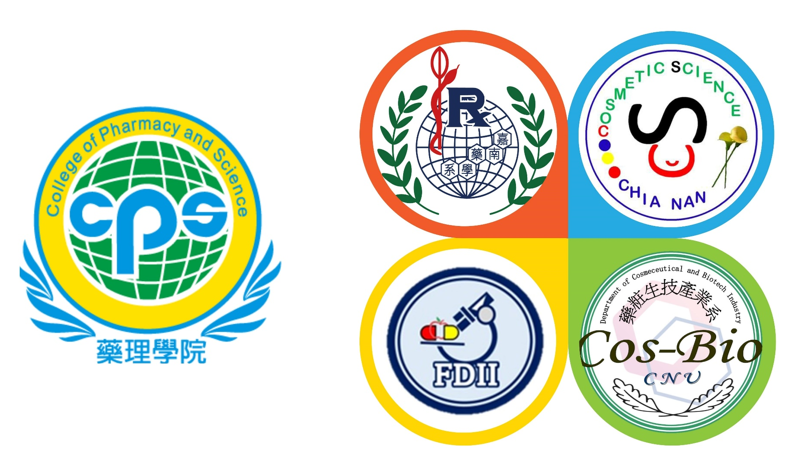 College of Pharmacy and Science
cps
藥理學院
Rx
嘉南藥學系
COSMETIC SCIENCE
CHIA NAN
FDII
Department of Cosmeceutical and Biotech Industry
藥粧生技產業系
Cos-Bio
CNU